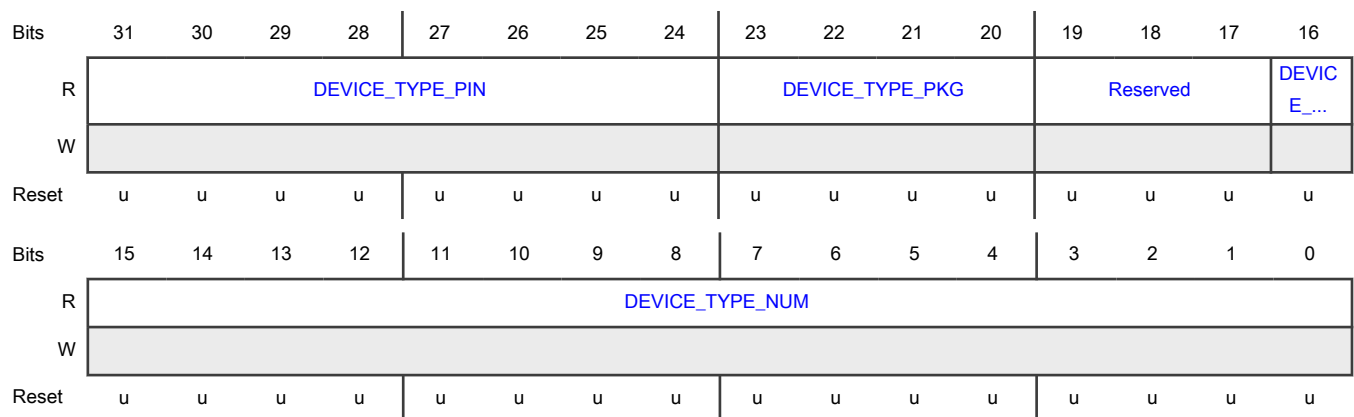 Bits 31 30 29 28 27 26 25 24 23 22 21 20 19 18 17 16
R DEVICE_TYPE_PIN DEVICE_TYPE_PKG Reserved DEVIC
E_...
W
Reset u u u u u u u u u u u u u u u u
Bits 15 14 13 12 11 10 9 8 7 6 5 4 3 2 1 0
R DEVICE_TYPE_NUM
W
Reset u u u u u u u u u u u u u u u u